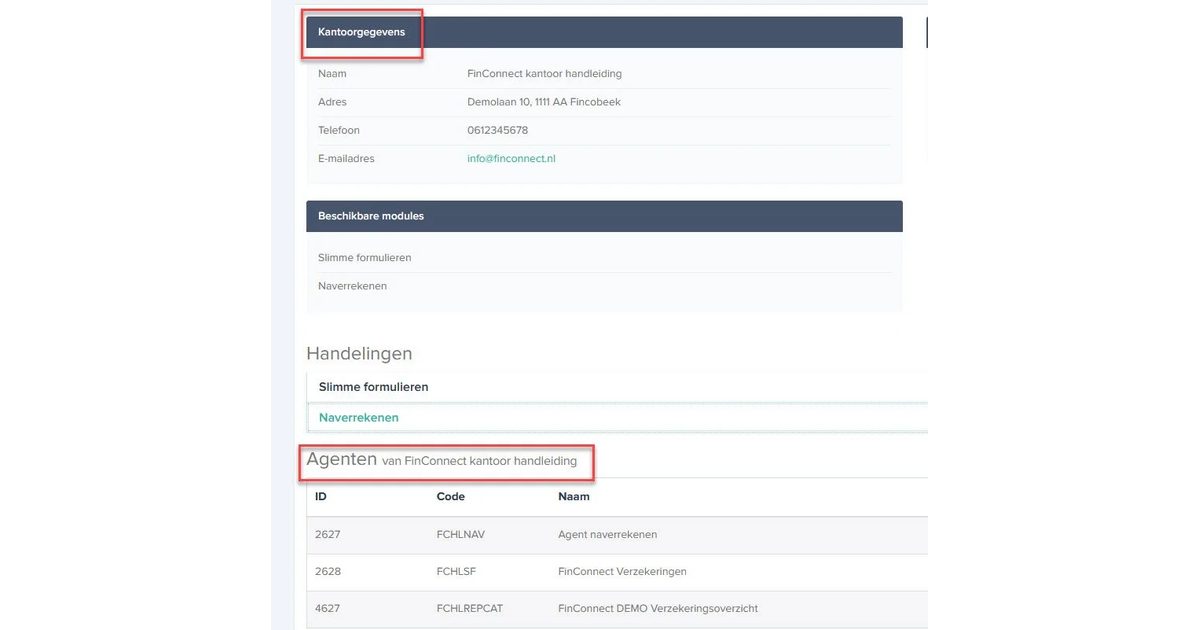 Kantoorgegevens
Naam FinConnect kantoor handleiding
Adres Demolaan 10, 1111 AA Fincobeek
Telefoon 0612345678
E-mailadres info@finconnect.nl
Beschikbare modules
Slimme formulieren
Naverrekenen
Handelingen
Slimme formulieren
Naverrekenen
Agenten van FinConnect kantoor handleiding
ID Code Naam
2627 FCHLNAV Agent naverrekenen
2628 FCHLSF FinConnect Verzekeringen
4627 FCHLREPCAT FinConnect DEMO Verzekeringsoverzicht